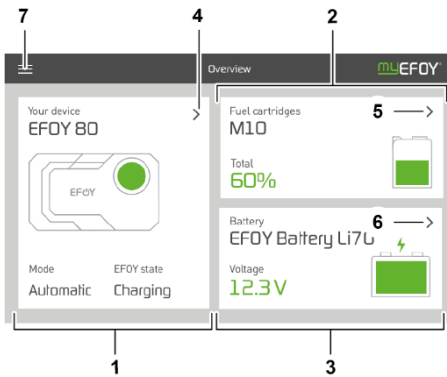 7
4
2
Overview
myEFOY
Your device
EFOY 80
>
EFOY
Mode
Automatic
EFOY state
Charging
Fuel cartridges
5
M10
Total
60%
Battery
6
EFOY Battery Li70
Voltage
12.3 V
1
3